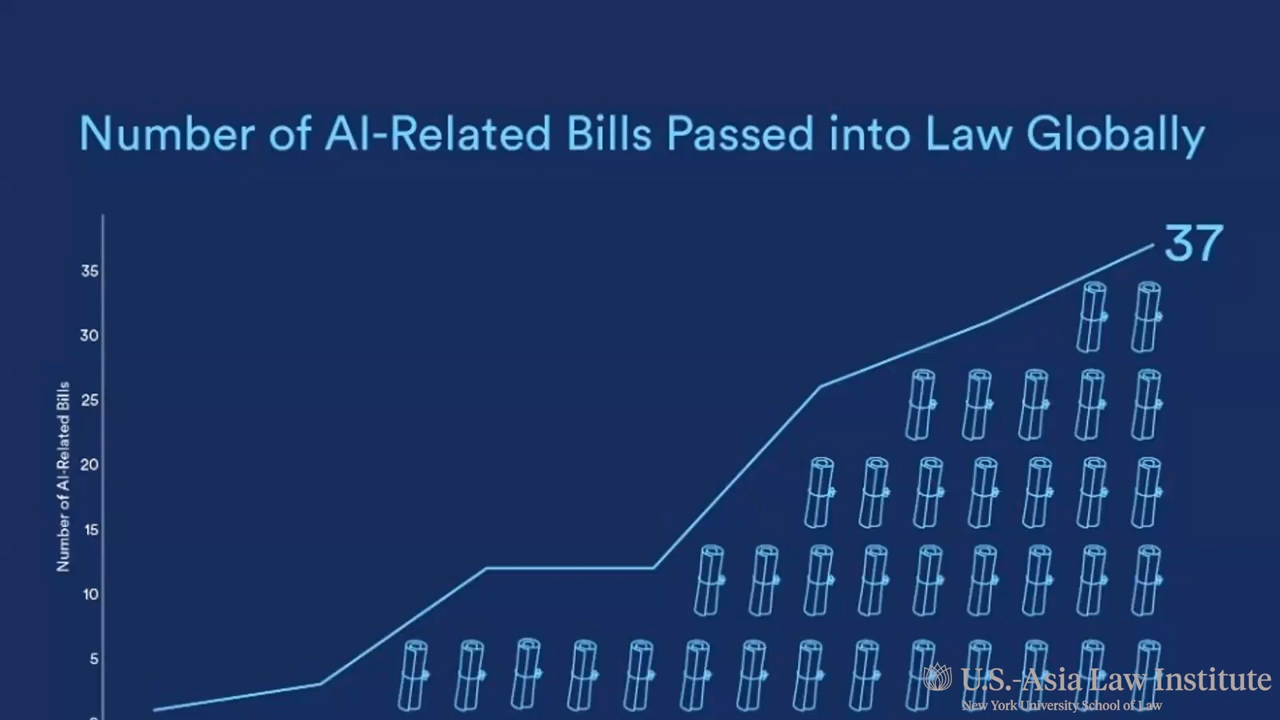 Number of AI-Related Bills Passed into Law Globally
37
35
30
25
20
15
10
5
Number of AI-Related Bills
U.S.-Asia Law Institute
New York University School of Law